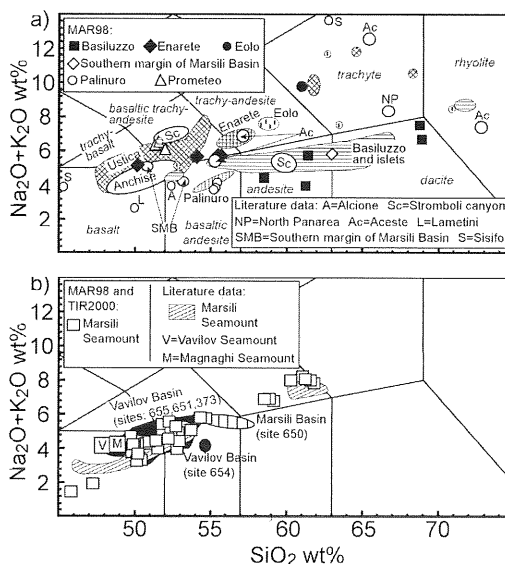 a)
Na2O+K2O wt%
12
10
8
6
4
2
MAR98:
Basiluzzo Enarete Eolo
Southern margin of Marsili Basin
Palinuro Prometeo
S
Ac
trachyte
rhyolite
NP
Ac
trachy-andesite
basaltic trachy-andesite
trachy-basalt
Enarete
Eolo
Sc
Ac
Ustica
Anchise
Sc
Basiluzzo and islets
S
L
A
Palinuro
andesite
dacite
SMB
basalt
basaltic andesite
Literature data: A=Alcione Sc=Stromboli canyon
NP=North Panarea Ac=Aceste L=Lametini
SMB=Southern margin of Marsili Basin S=Sisifo
b)
Na2O+K2O wt%
12
10
8
6
4
2
MAR98 and TIR2000:
Marsili Seamount
Literature data:
Marsili Seamount
V=Vavilov Seamount
M=Magnaghi Seamount
Vavilov Basin
(sites: 655,651,373)
Marsili Basin
(site 650)
V M
Vavilov Basin
(site 654)
50 55 60 65 70 75
SiO2 wt%